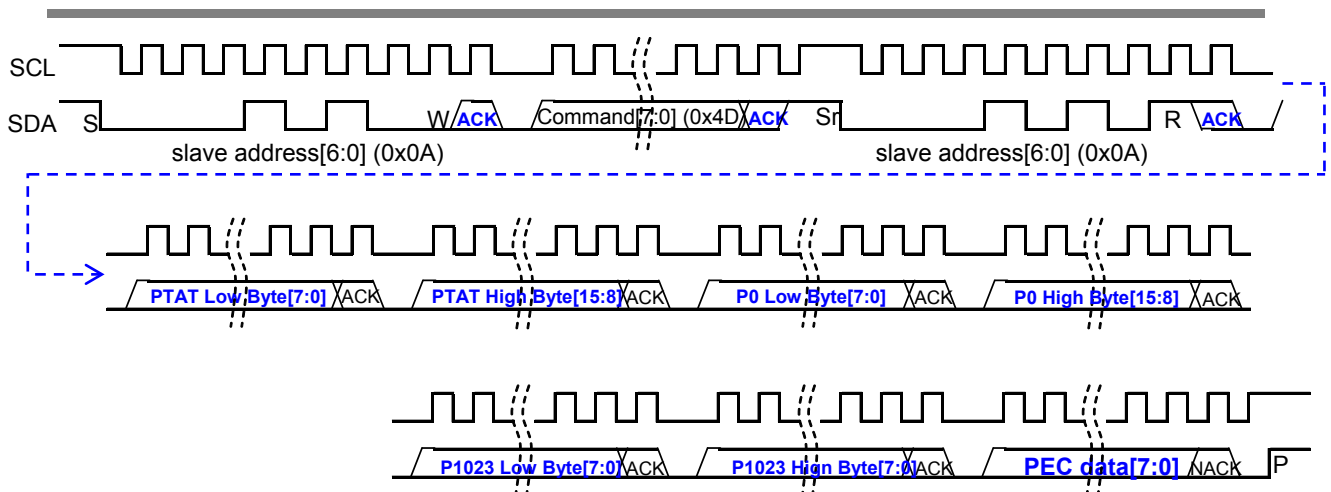 SCL
SDA S W ACK Command[7:0] (0x4D) ACK Sr R ACK
slave address[6:0] (0x0A) slave address[6:0] (0x0A)
PTAT Low Byte[7:0] ACK PTAT High Byte[15:8] ACK P0 Low Byte[7:0] ACK P0 High Byte[15:8] ACK
P1023 Low Byte[7:0] ACK P1023 Hign Byte[7:0] ACK PEC data[7:0] NACK P